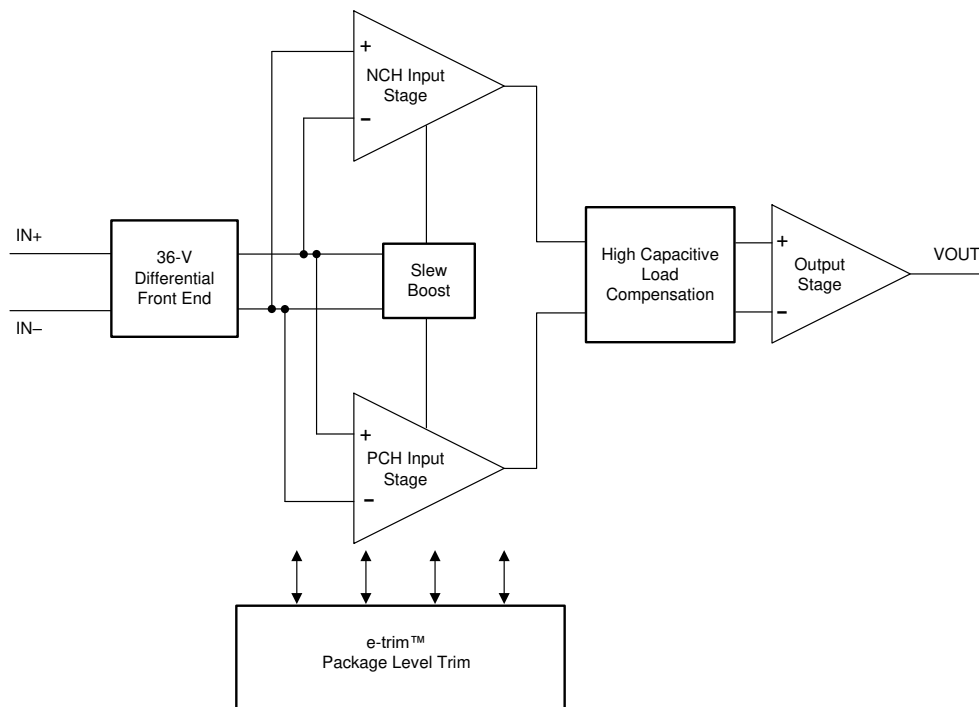 +
NCH Input
Stage
-
IN+
IN–
36-V
Differential
Front End
Slew
Boost
High Capacitive
Load
Compensation
+
Output
Stage
-
VOUT
+
PCH Input
Stage
-
e-trim™
Package Level Trim